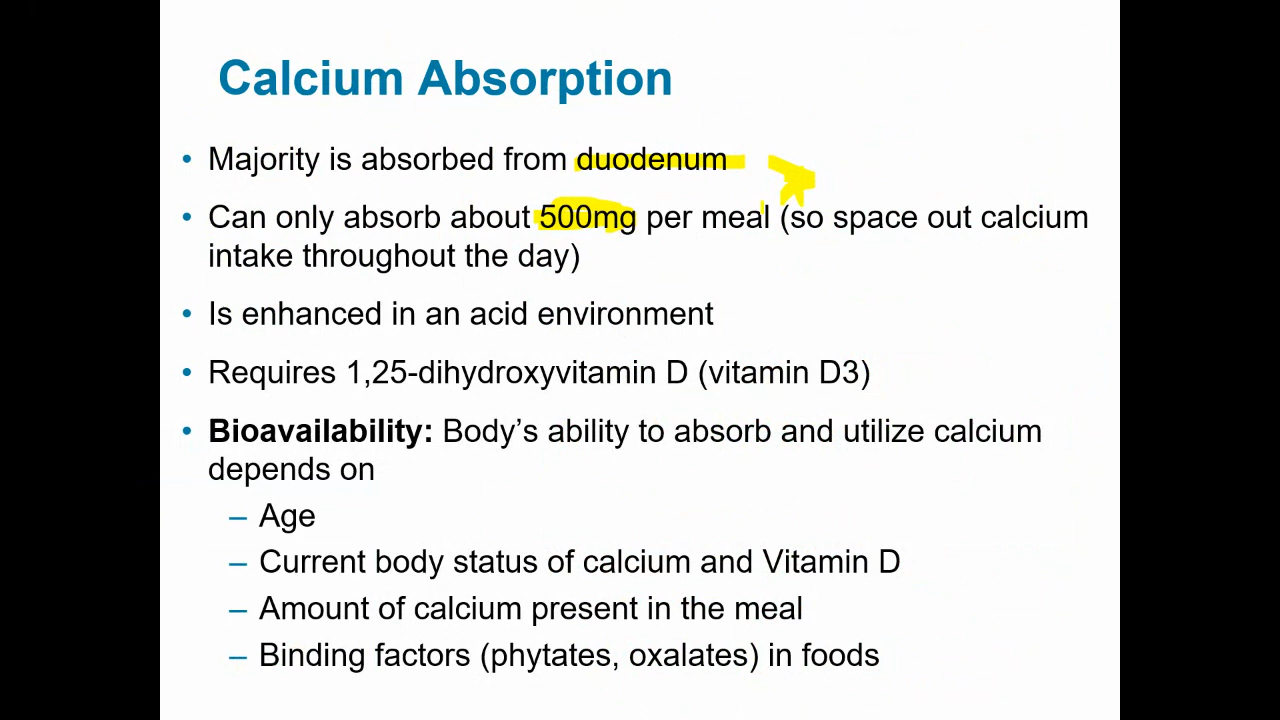 Calcium Absorption
• Majority is absorbed from duodenum
• Can only absorb about 500mg per meal (so space out calcium
intake throughout the day)
• Is enhanced in an acid environment
• Requires 1,25-dihydroxyvitamin D (vitamin D3)
• Bioavailability: Body’s ability to absorb and utilize calcium
depends on
– Age
– Current body status of calcium and Vitamin D
– Amount of calcium present in the meal
– Binding factors (phytates, oxalates) in foods